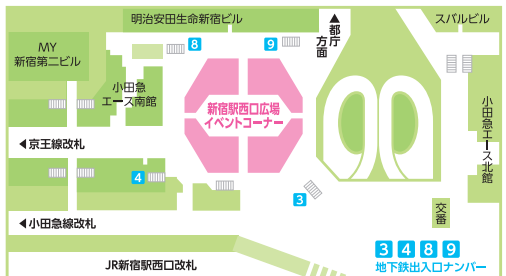 明治安田生命新宿ビル
▲都庁
方面
スバルビル
MY
新宿第二ビル
8
9
小田急
エース南館
新宿駅西口広場
イベントコーナー
小田急エース北館
◀京王線改札
4
3
交番
◀小田急線改札
3 4 8 9
地下鉄出入口ナンバー
JR新宿駅西口改札